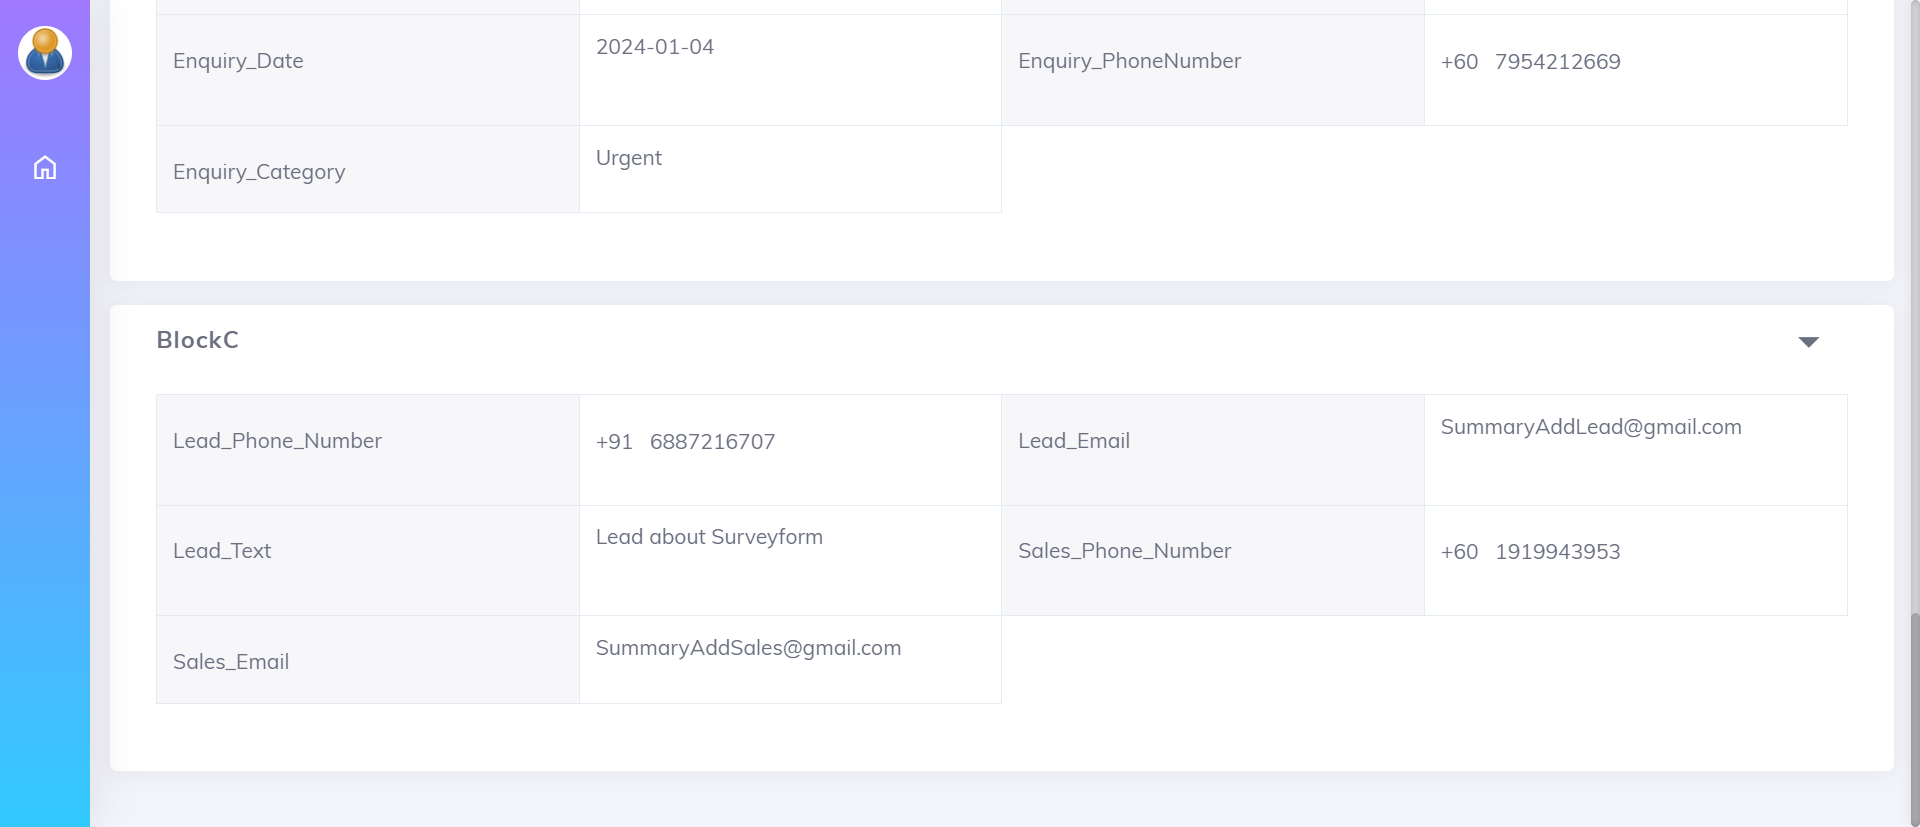 Enquiry_Date 2024-01-04 Enquiry_PhoneNumber +60 7954212669
Enquiry_Category Urgent
BlockC
Lead_Phone_Number +91 6887216707 Lead_Email SummaryAddLead@gmail.com
Lead_Text Lead about Surveyform Sales_Phone_Number +60 1919943953
Sales_Email SummaryAddSales@gmail.com